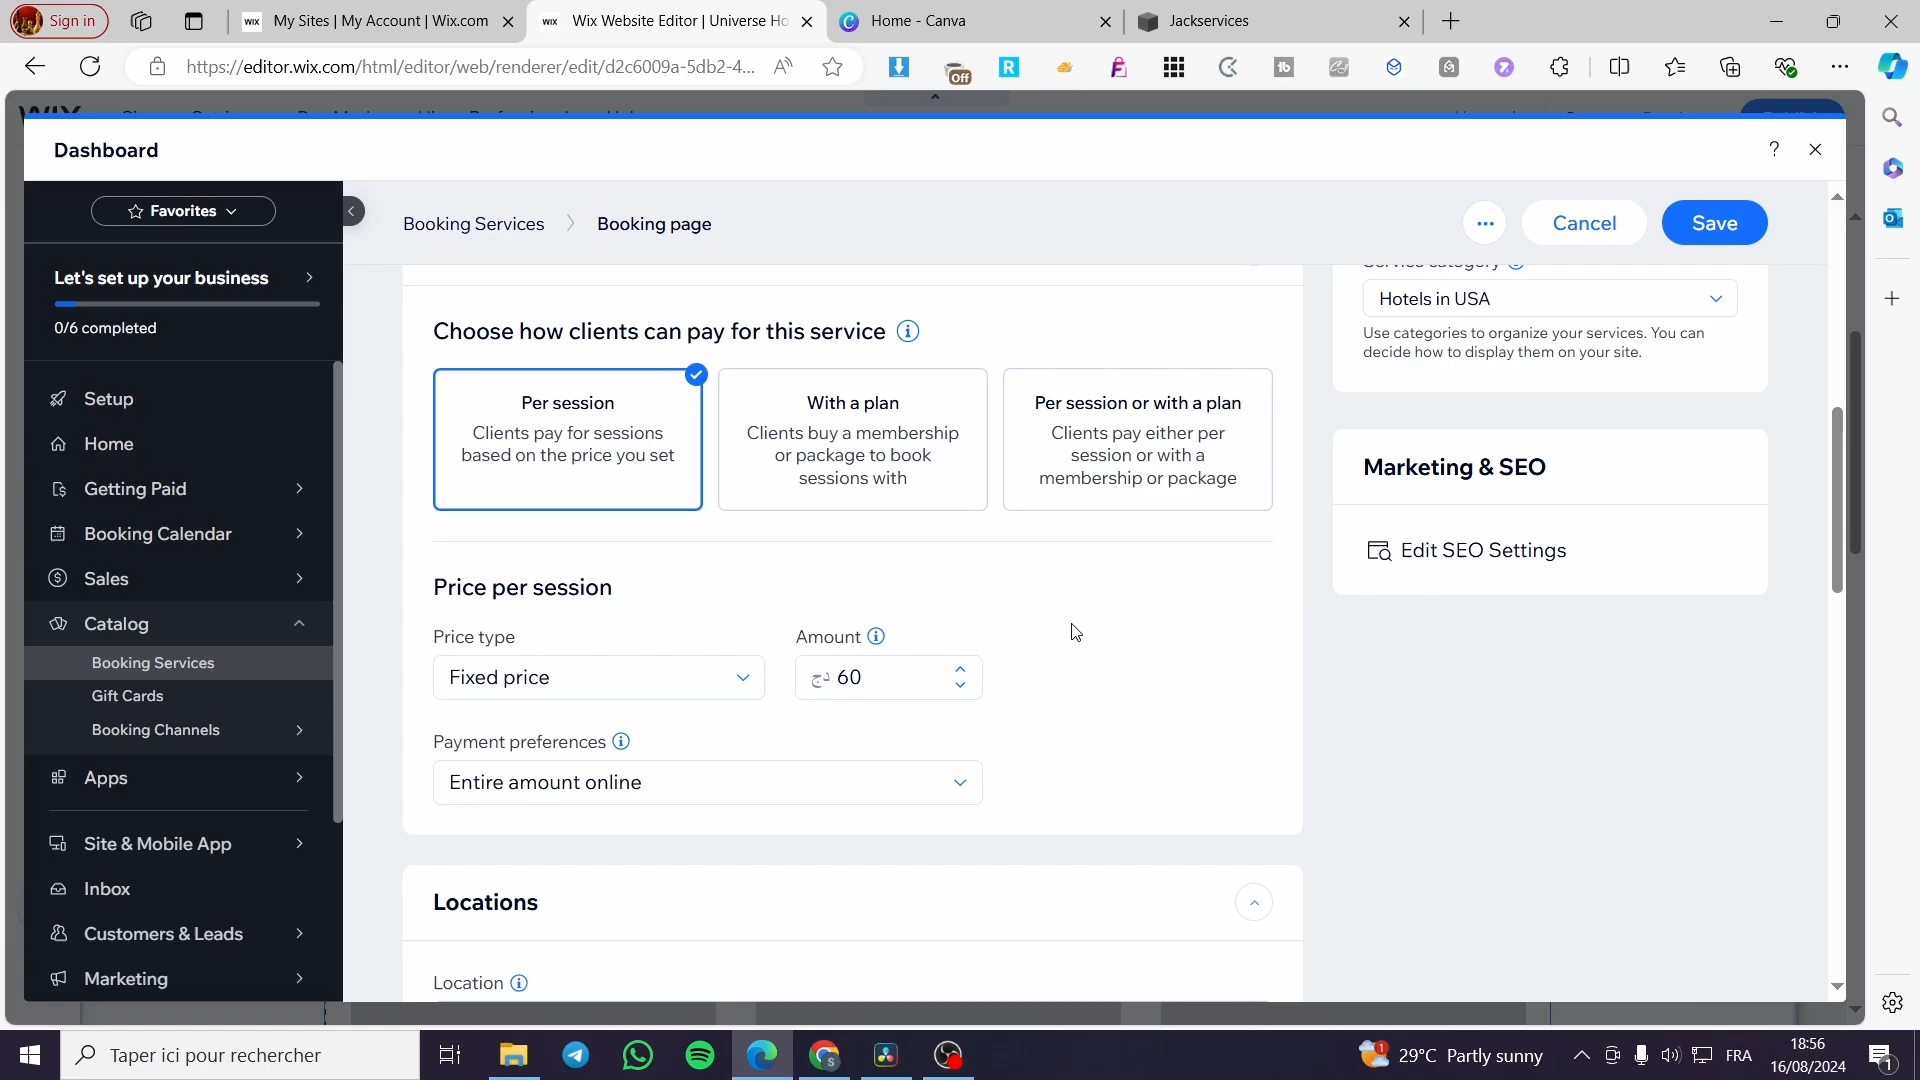 Sign in
My Sites | My Account | Wix.com
Wix Website Editor | Universe Ho
Home - Canva
Jackservices
https://editor.wix.com/html/editor/web/renderer/edit/d2c6009a-5db2-4...
Off
Dashboard
?
Favorites
Let's set up your business
0/6 completed
Setup
Home
Getting Paid
Booking Calendar
Sales
Catalog
Booking Services
Gift Cards
Booking Channels
Apps
Site & Mobile App
Inbox
Customers & Leads
Marketing
Booking Services > Booking page
Cancel
Save
Choose how clients can pay for this service
Per session
Clients pay for sessions
based on the price you set
With a plan
Clients buy a membership
or package to book
sessions with
Per session or with a plan
Clients pay either per
session or with a
membership or package
Price per session
Price type
Amount
Fixed price
دج 60
Payment preferences
Entire amount online
Locations
Location
Service category
Hotels in USA
Use categories to organize your services. You can
decide how to display them on your site.
Marketing & SEO
Edit SEO Settings
Taper ici pour rechercher
29°C Partly sunny
FRA
18:56
16/08/2024
1